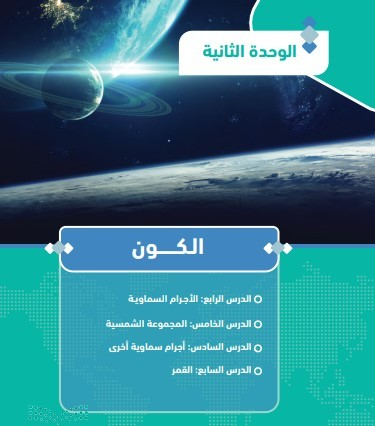 الوحدة الثانية
الكـــون
الدرس الرابع: الأجرام السماوية
الدرس الخامس: المجموعة الشمسية
الدرس السادس: أجرام سماوية أخرى
الدرس السابع: القمر